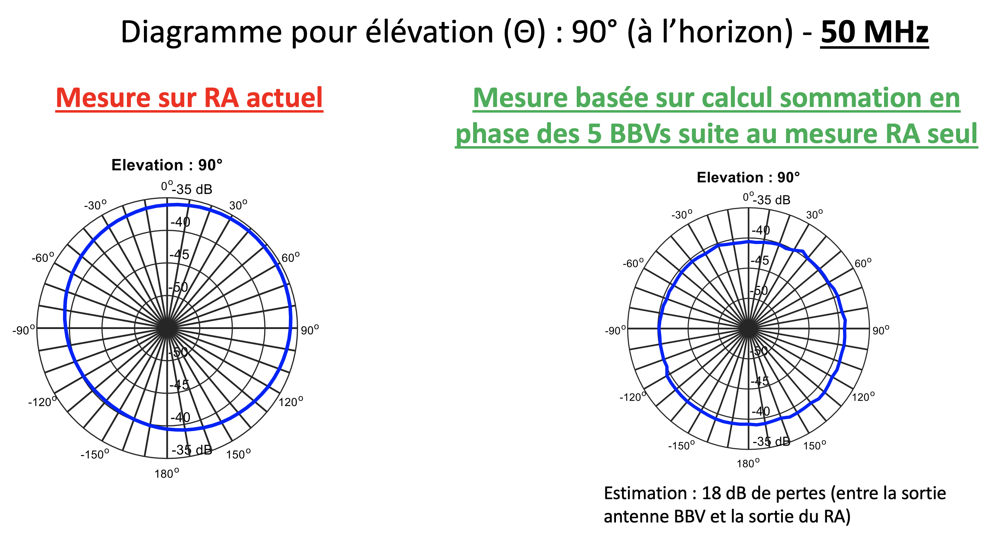 Diagramme pour élévation (Θ) : 90° (à l’horizon) - 50 MHz
Mesure sur RA actuel
Mesure basée sur calcul sommation en
phase des 5 BBVs suite au mesure RA seul
Elevation : 90°
0° -35 dB
-30° 30°
-40
-60° -45 60°
-50
-90° 90°
-50
-45
-120° 120°
-40
-35 dB
-150° 150°
180°
Elevation : 90°
0° -35 dB
-30° 30°
-40
-60° -45 60°
-50
-90° 90°
-50
-45
-120° 120°
-40
-35 dB
-150° 150°
180°
Estimation : 18 dB de pertes (entre la sortie
antenne BBV et la sortie du RA)